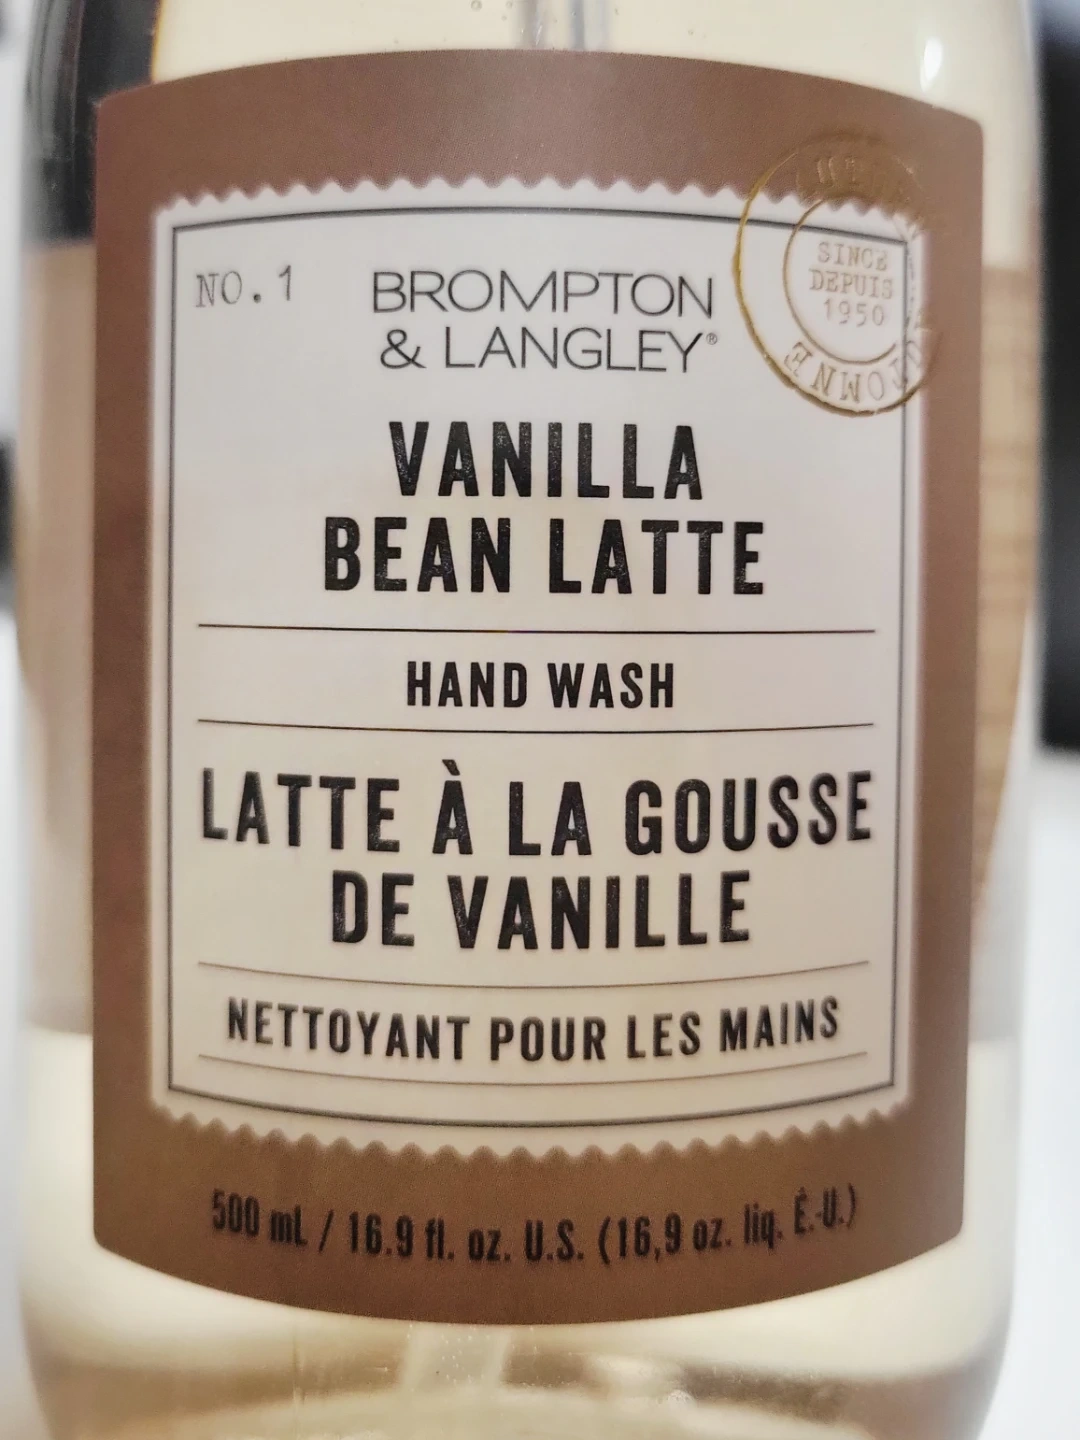 NO.1
BROMPTON
& LANGLEY®
SINCE
DEPUIS
1950
VANILLA
BEAN LATTE
HAND WASH
LATTE À LA GOUSSE
DE VANILLE
NETTOYANT POUR LES MAINS
500 mL / 16.9 fl. oz. U.S. (16,9 oz. liq. É.-U.)